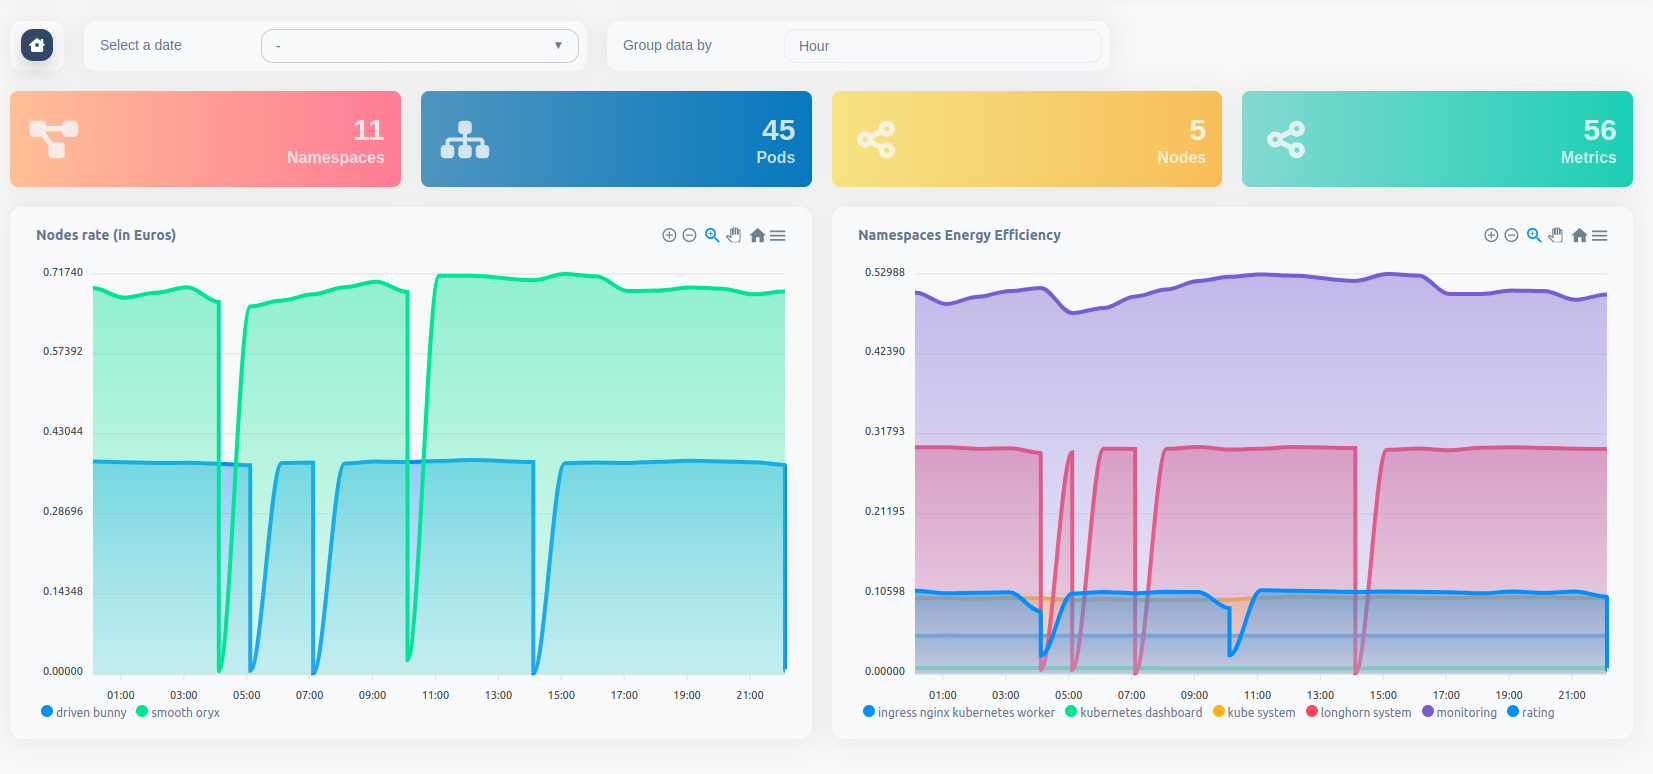 Select a date
-
Group data by
Hour
11
Namespaces
45
Pods
5
Nodes
56
Metrics
Nodes rate (in Euros)
0.71740
0.57392
0.43044
0.28696
0.14348
0.00000
01:00 03:00 05:00 07:00 09:00 11:00 13:00 15:00 17:00 19:00 21:00
driven bunny smooth oryx
Namespaces Energy Efficiency
0.52988
0.42390
0.31793
0.21195
0.10598
0.00000
01:00 03:00 05:00 07:00 09:00 11:00 13:00 15:00 17:00 19:00 21:00
ingress nginx kubernetes worker kubernetes dashboard kube system longhorn system monitoring rating